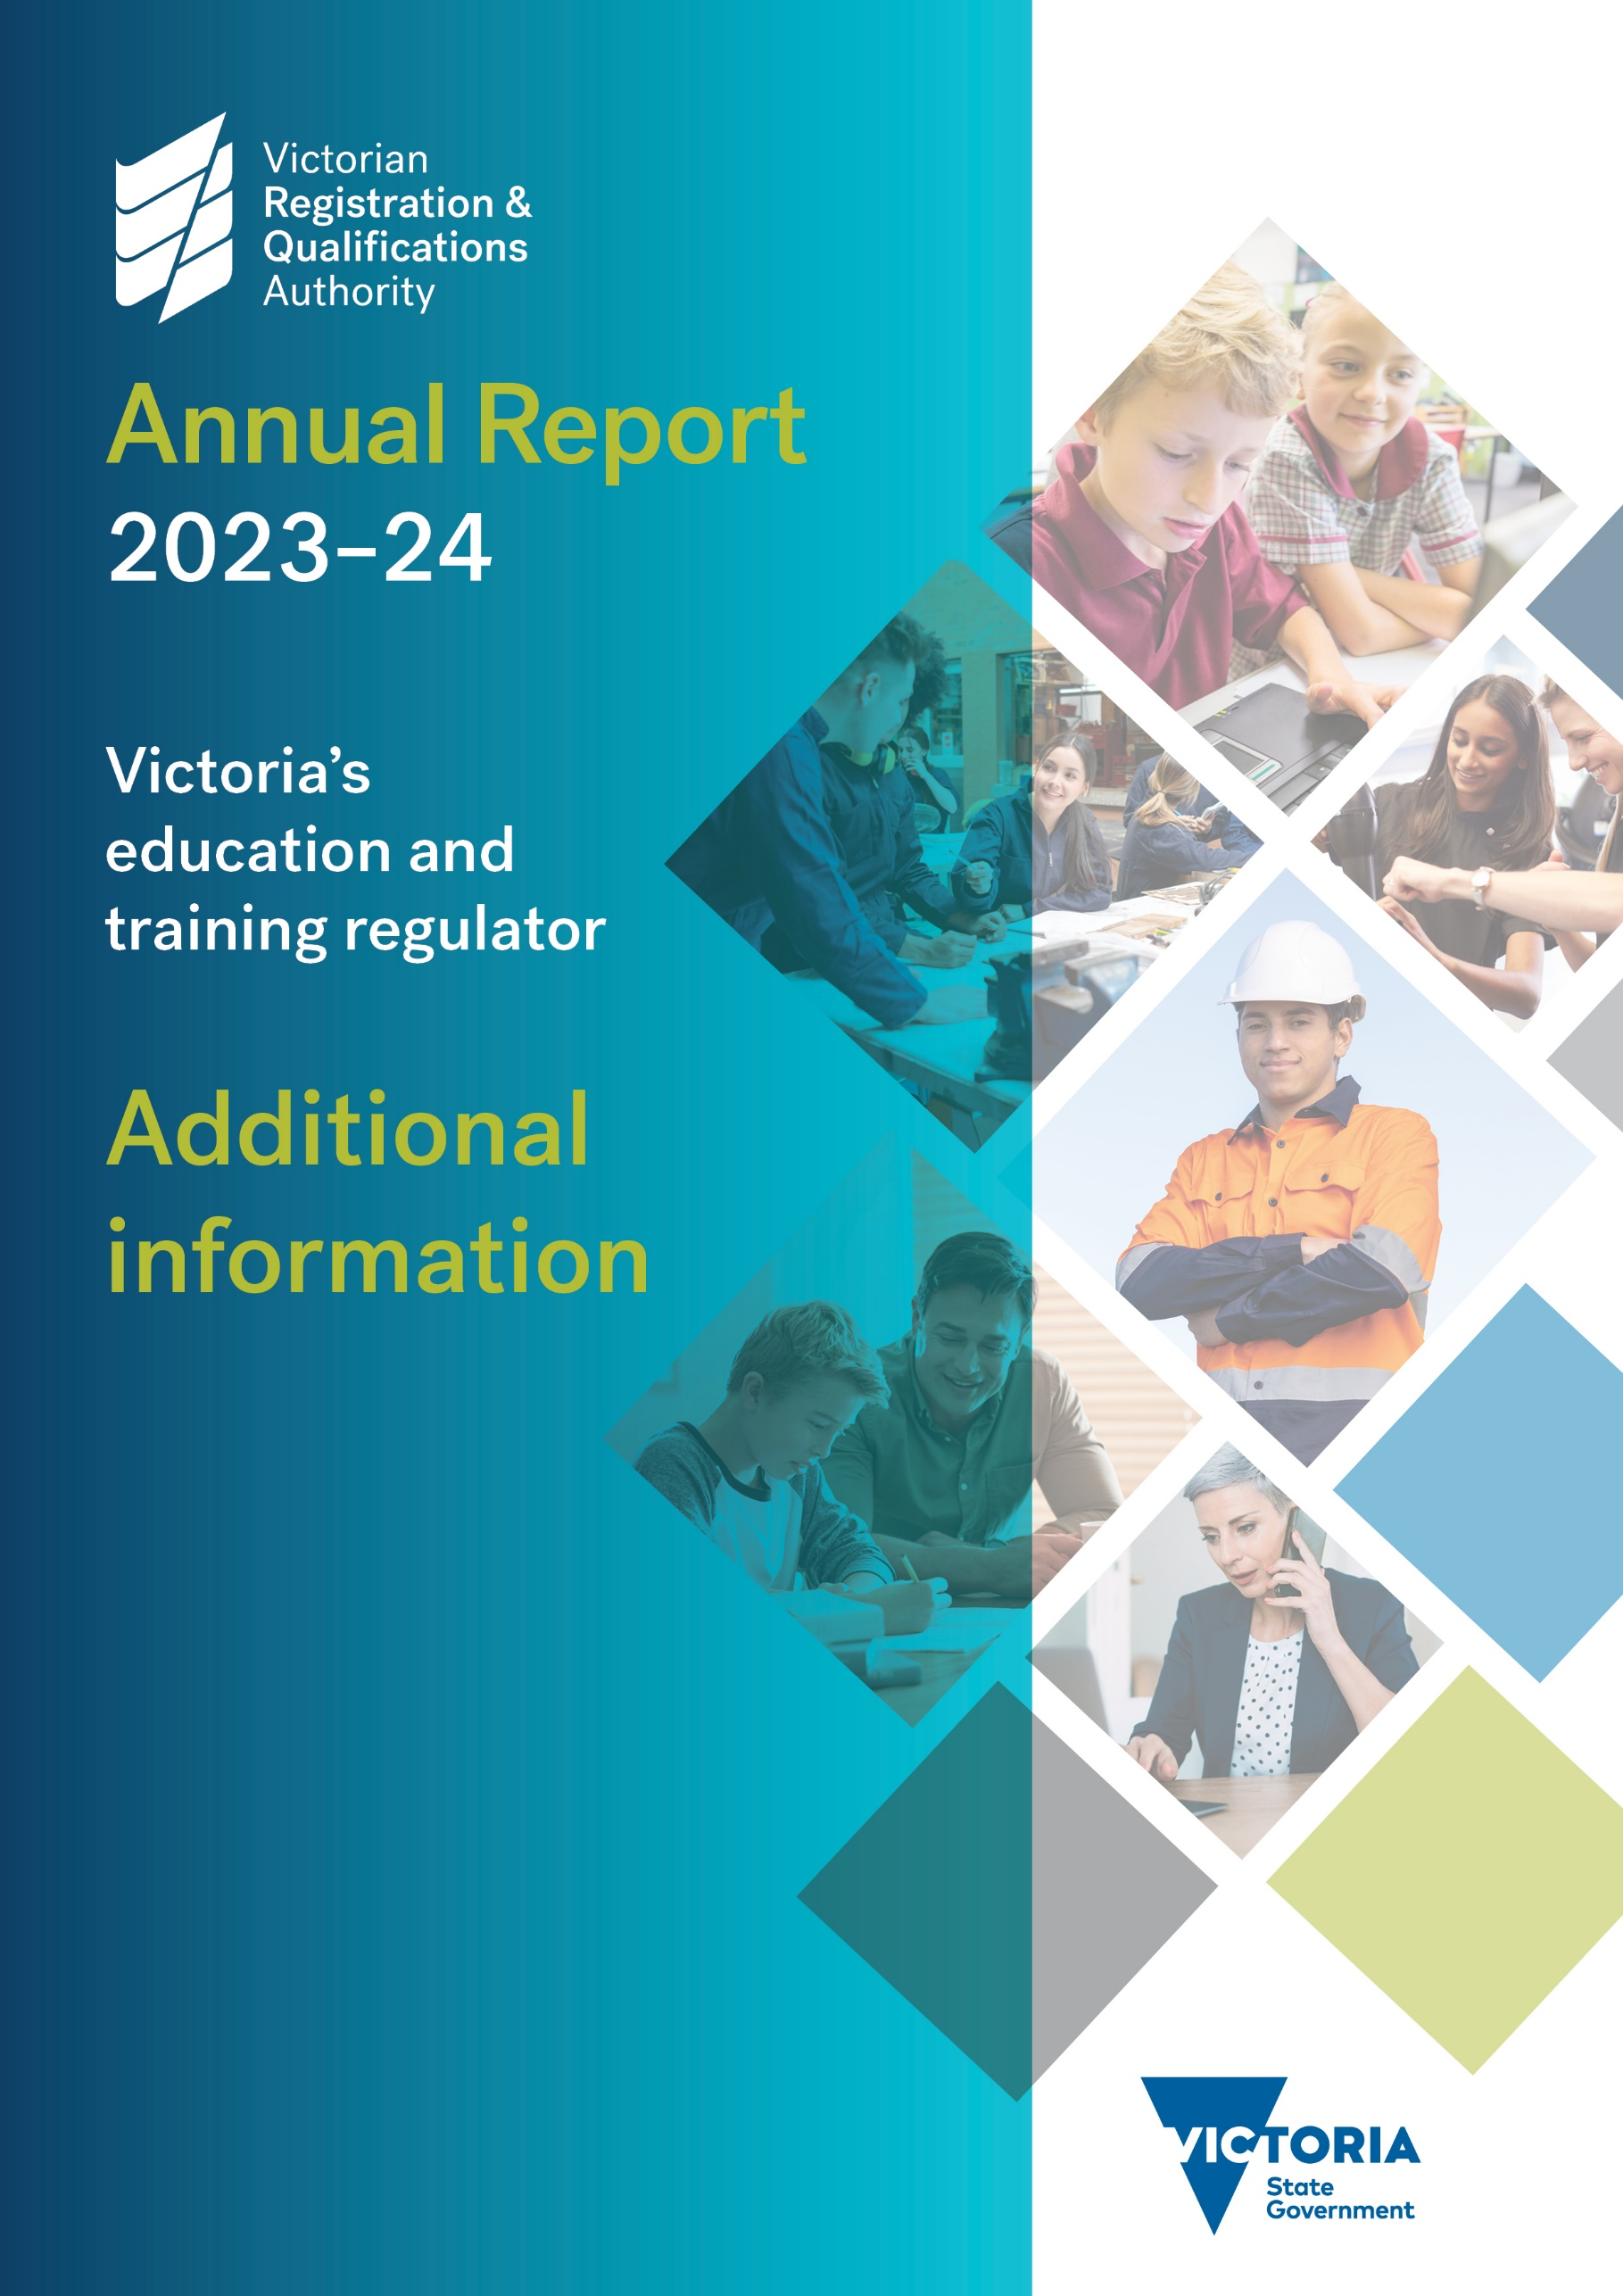 Victorian
Registration &
Qualifications
Authority
Annual Report
2023–24
Victoria’s
education and
training regulator
Additional
information
VICTORIA
State
Government